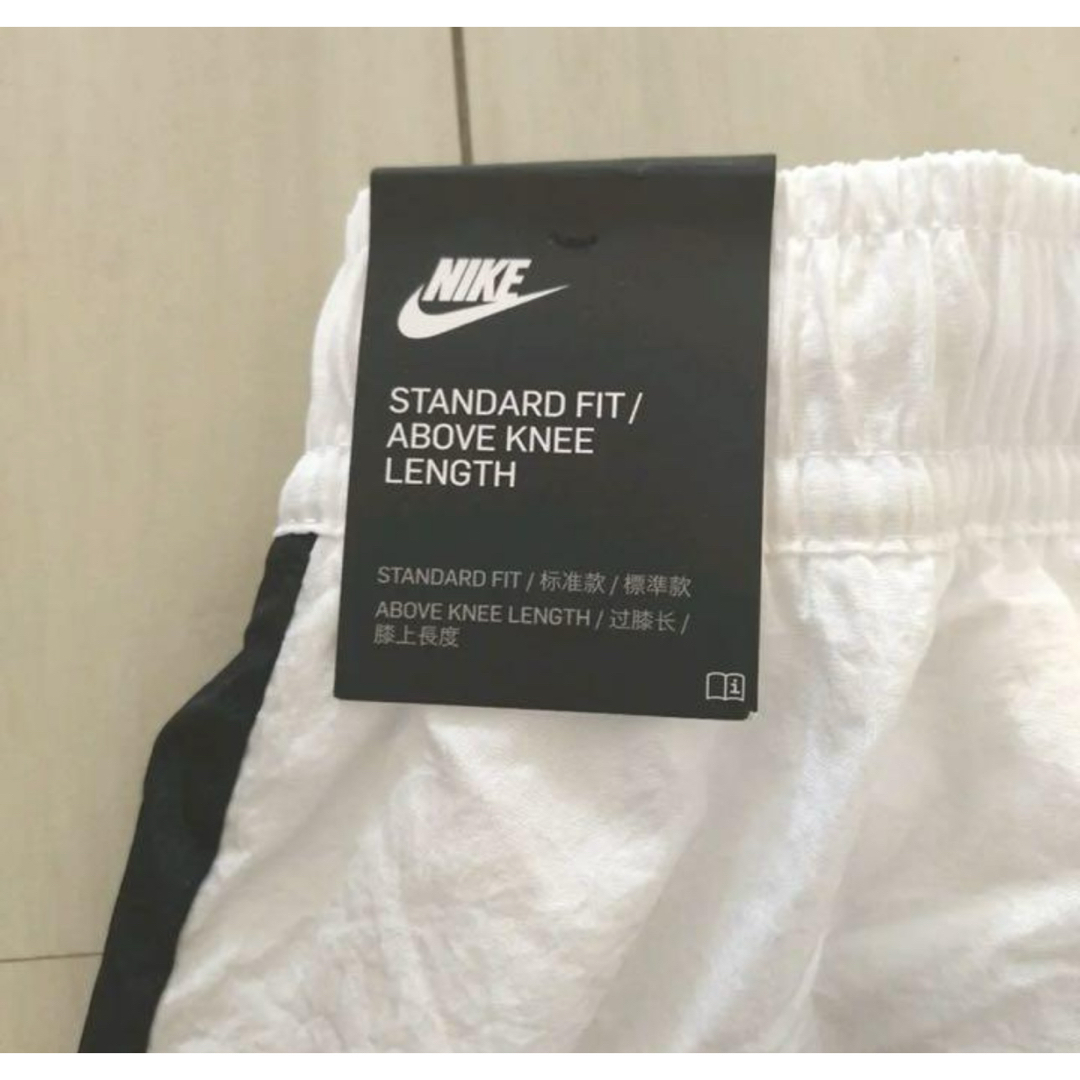 NIKE
STANDARD FIT /
ABOVE KNEE
LENGTH
STANDARD FIT / 标准款 / 標準款
ABOVE KNEE LENGTH / 过膝长 /
膝上長度
i